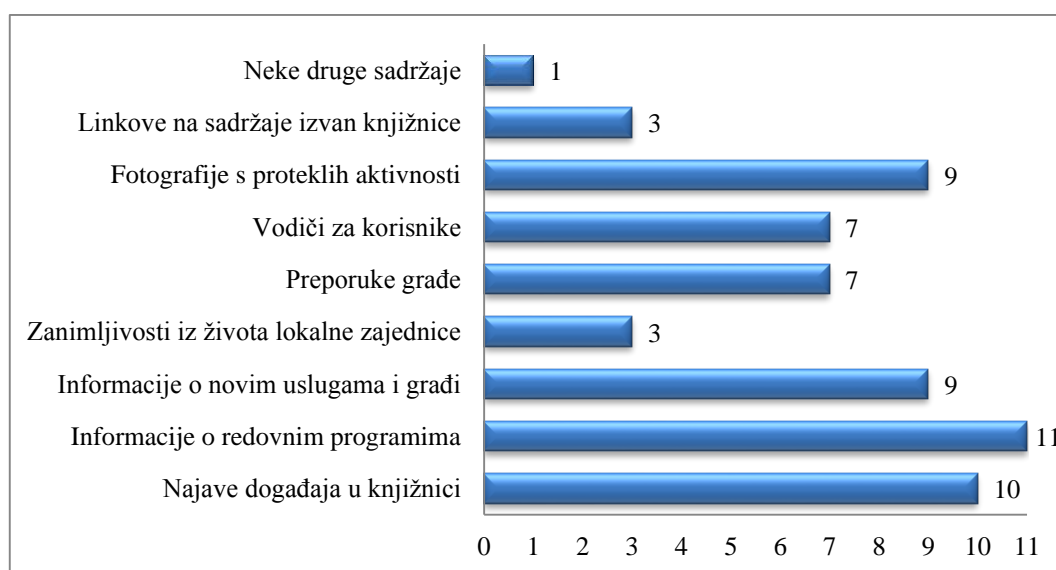 Neke druge sadržaje 1
Linkove na sadržaje izvan knjižnice 3
Fotografije s proteklih aktivnosti 9
Vodiči za korisnike 7
Preporuke građe 7
Zanimljivosti iz života lokalne zajednice 3
Informacije o novim uslugama i građi 9
Informacije o redovnim programima 11
Najave događaja u knjižnici 10
0 1 2 3 4 5 6 7 8 9 10 11